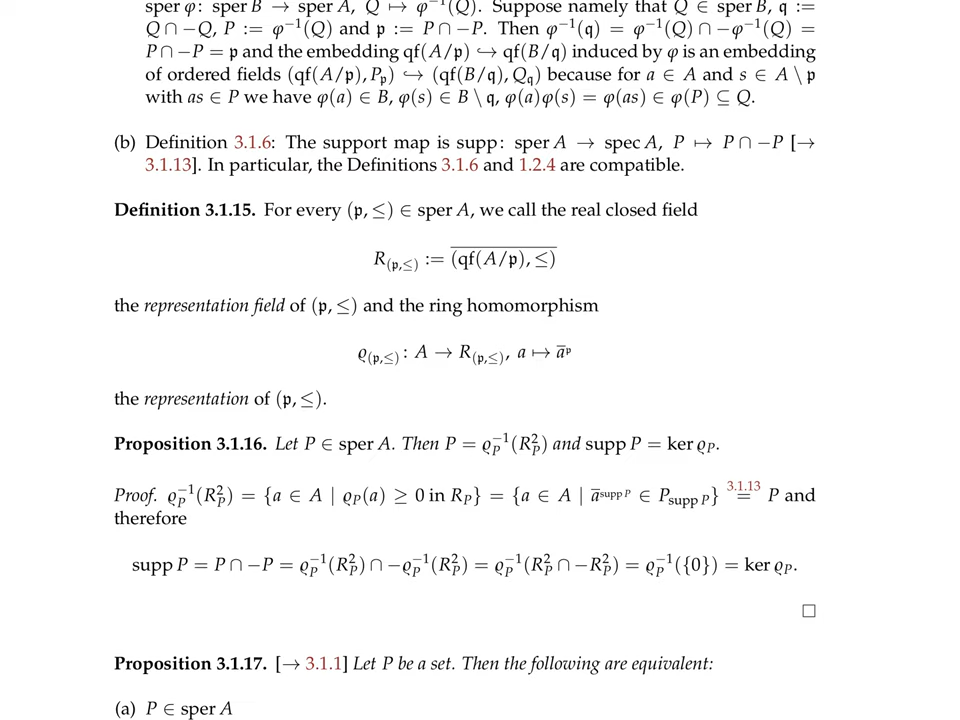 sper φ: sper B → sper A, Q ↦ φ⁻¹(Q). Suppose namely that Q ∈ sper B, 𝔮 :=
Q ∩ −Q, P := φ⁻¹(Q) and 𝔭 := P ∩ −P. Then φ⁻¹(𝔮) = φ⁻¹(Q) ∩ −φ⁻¹(Q) =
P ∩ −P = 𝔭 and the embedding qf(A/𝔭) ↪ qf(B/𝔮) induced by φ is an embedding
of ordered fields (qf(A/𝔭), P_𝔭) ↪ (qf(B/𝔮), Q_𝔮) because for a ∈ A and s ∈ A \ 𝔭
with as ∈ P we have φ(a) ∈ B, φ(s) ∈ B \ 𝔮, φ(a)φ(s) = φ(as) ∈ φ(P) ⊆ Q.
(b) Definition 3.1.6: The support map is supp: sper A → spec A, P ↦ P ∩ −P [→
3.1.13]. In particular, the Definitions 3.1.6 and 1.2.4 are compatible.
Definition 3.1.15. For every (𝔭, ≤) ∈ sper A, we call the real closed field
R_(𝔭,≤) := \overline{(qf(A/𝔭), ≤)}
the representation field of (𝔭, ≤) and the ring homomorphism
ϱ_(𝔭,≤) : A → R_(𝔭,≤), a ↦ a̅^𝔭
the representation of (𝔭, ≤).
Proposition 3.1.16. Let P ∈ sper A. Then P = ϱ_P⁻¹(R_P²) and supp P = ker ϱ_P.
Proof. ϱ_P⁻¹(R_P²) = {a ∈ A | ϱ_P(a) ≥ 0 in R_P} = {a ∈ A | a̅^{supp P} ∈ P_{supp P}} \overset{3.1.13}{=} P and
therefore
supp P = P ∩ −P = ϱ_P⁻¹(R_P²) ∩ −ϱ_P⁻¹(R_P²) = ϱ_P⁻¹(R_P² ∩ −R_P²) = ϱ_P⁻¹({0}) = ker ϱ_P.
□
Proposition 3.1.17. [→ 3.1.1] Let P be a set. Then the following are equivalent:
(a) P ∈ sper A